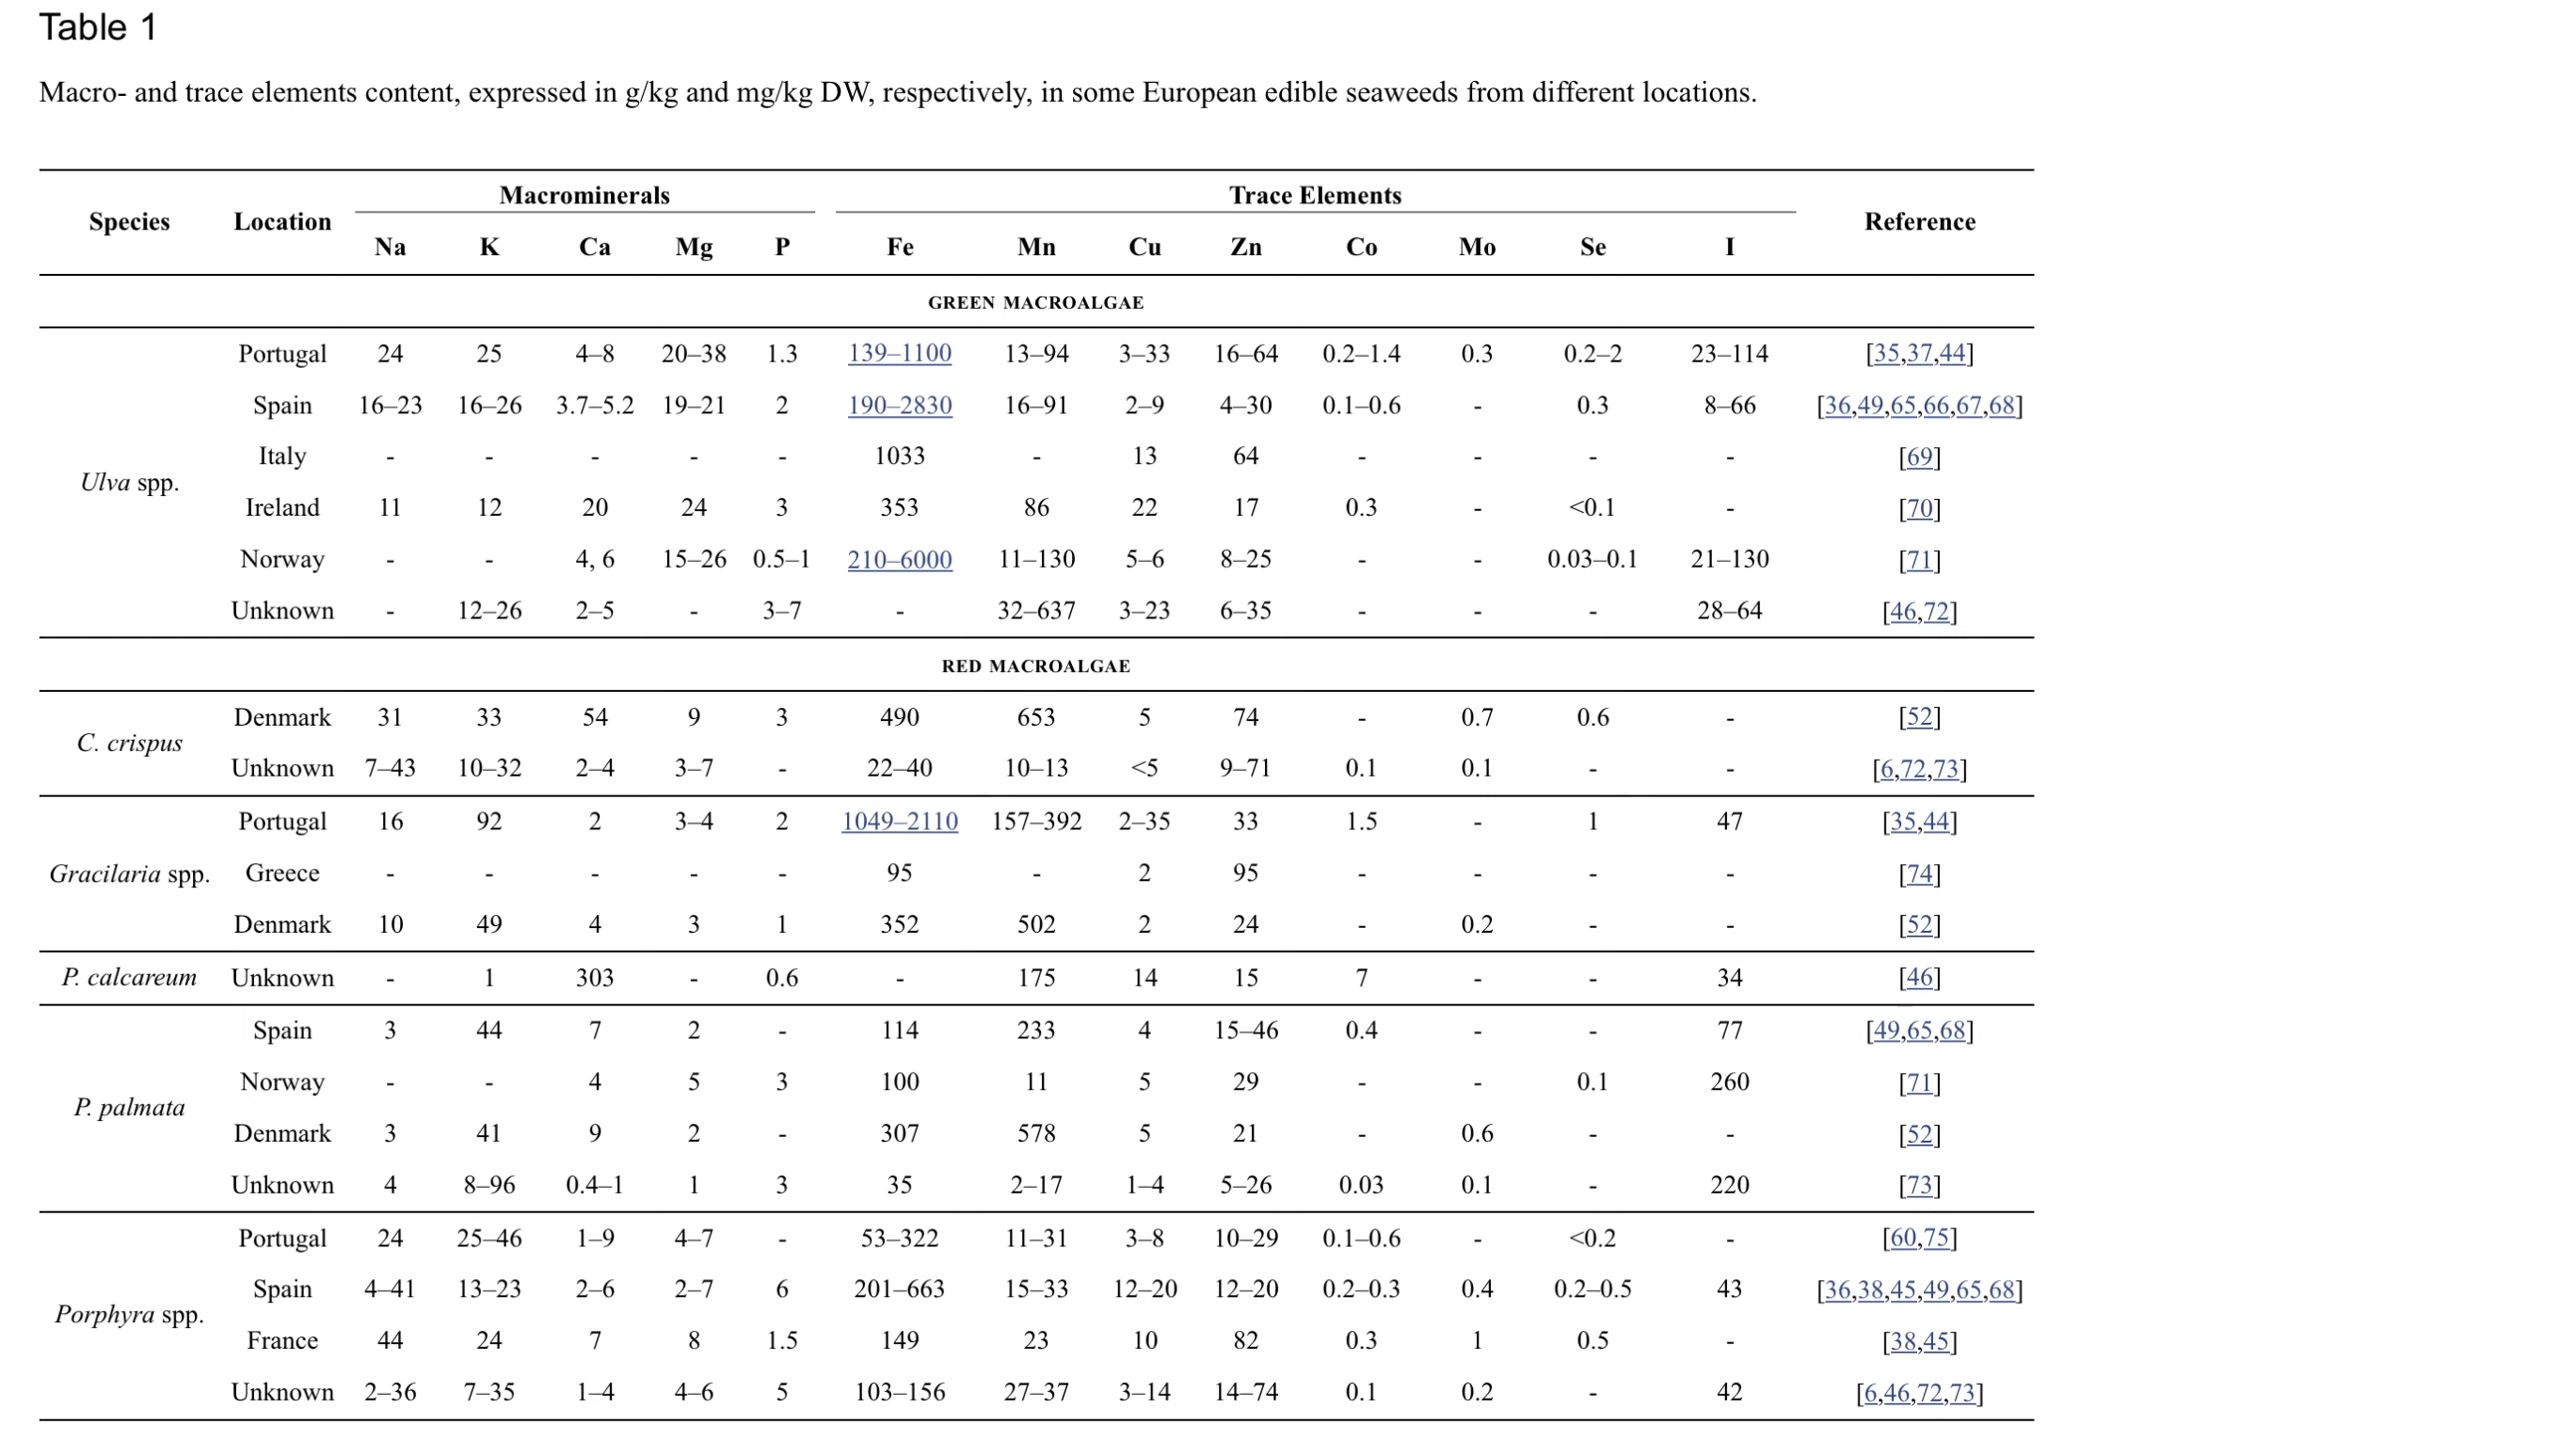 Table 1
Macro- and trace elements content, expressed in g/kg and mg/kg DW, respectively, in some European edible seaweeds from different locations.
Species Location Macrominerals Trace Elements Reference
Na K Ca Mg P Fe Mn Cu Zn Co Mo Se I
GREEN MACROALGAE
Ulva spp.
Portugal 24 25 4–8 20–38 1.3 139–1100 13–94 3–33 16–64 0.2–1.4 0.3 0.2–2 23–114 [35,37,44]
Spain 16–23 16–26 3.7–5.2 19–21 2 190–2830 16–91 2–9 4–30 0.1–0.6 - 0.3 8–66 [36,49,65,66,67,68]
Italy - - - - - 1033 - 13 64 - - - - [69]
Ireland 11 12 20 24 3 353 86 22 17 0.3 - <0.1 - [70]
Norway - - 4, 6 15–26 0.5–1 210–6000 11–130 5–6 8–25 - - 0.03–0.1 21–130 [71]
Unknown - 12–26 2–5 - 3–7 - 32–637 3–23 6–35 - - - 28–64 [46,72]
RED MACROALGAE
C. crispus
Denmark 31 33 54 9 3 490 653 5 74 - 0.7 0.6 - [52]
Unknown 7–43 10–32 2–4 3–7 - 22–40 10–13 <5 9–71 0.1 0.1 - - [6,72,73]
Gracilaria spp.
Portugal 16 92 2 3–4 2 1049–2110 157–392 2–35 33 1.5 - 1 47 [35,44]
Greece - - - - - 95 - 2 95 - - - - [74]
Denmark 10 49 4 3 1 352 502 2 24 - 0.2 - - [52]
P. calcareum Unknown - 1 303 - 0.6 - 175 14 15 7 - - 34 [46]
P. palmata
Spain 3 44 7 2 - 114 233 4 15–46 0.4 - - 77 [49,65,68]
Norway - - 4 5 3 100 11 5 29 - - 0.1 260 [71]
Denmark 3 41 9 2 - 307 578 5 21 - 0.6 - - [52]
Unknown 4 8–96 0.4–1 1 3 35 2–17 1–4 5–26 0.03 0.1 - 220 [73]
Porphyra spp.
Portugal 24 25–46 1–9 4–7 - 53–322 11–31 3–8 10–29 0.1–0.6 - <0.2 - [60,75]
Spain 4–41 13–23 2–6 2–7 6 201–663 15–33 12–20 12–20 0.2–0.3 0.4 0.2–0.5 43 [36,38,45,49,65,68]
France 44 24 7 8 1.5 149 23 10 82 0.3 1 0.5 - [38,45]
Unknown 2–36 7–35 1–4 4–6 5 103–156 27–37 3–14 14–74 0.1 0.2 - 42 [6,46,72,73]